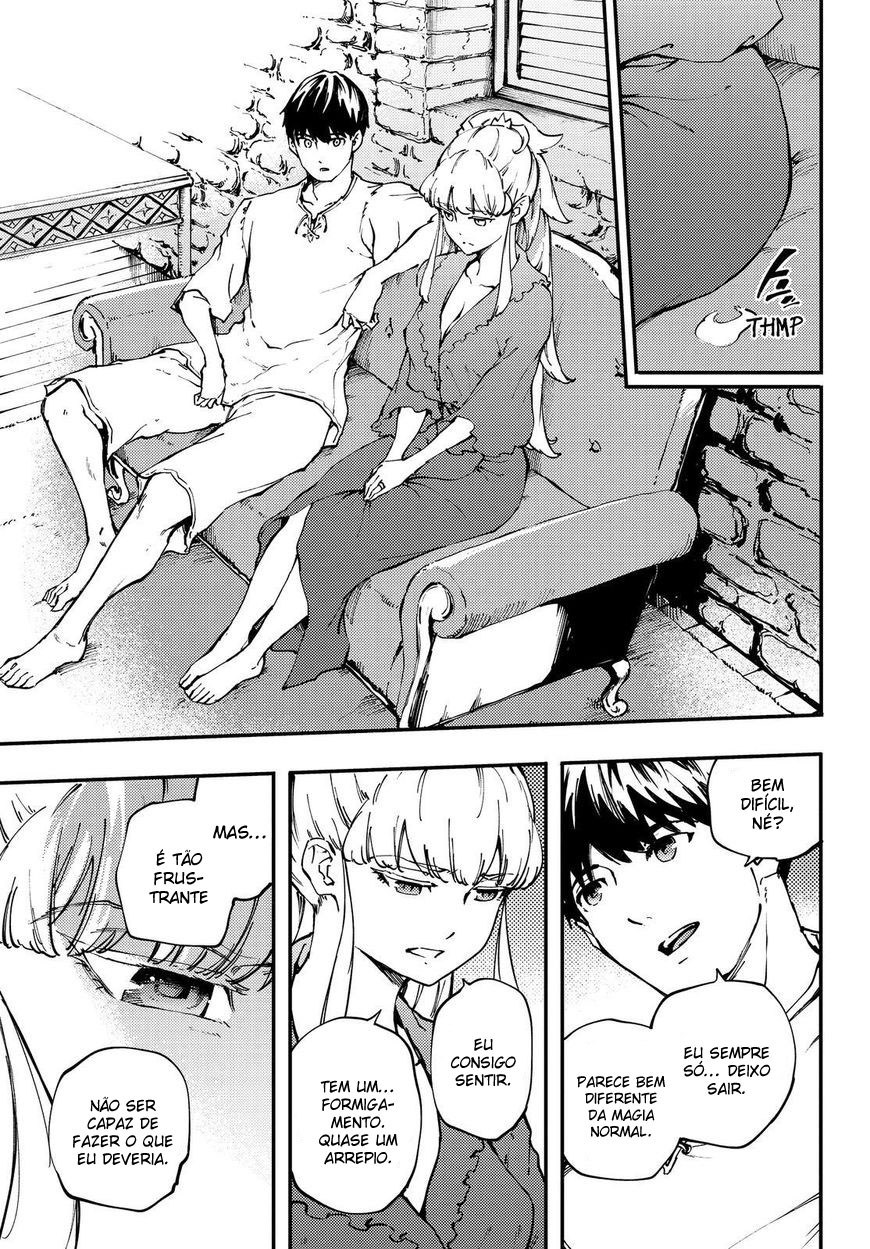 THMP
BEM
DIFÍCIL,
NÉ?
EU SEMPRE
SÓ... DEIXO
SAIR.
PARECE BEM
DIFERENTE
DA MAGIA
NORMAL.
EU
CONSIGO
SENTIR.
TEM UM...
FORMIGA-
MENTO.
QUASE UM
ARREPIO.
MAS...
É TÃO
FRUS-
TRANTE
NÃO SER
CAPAZ DE
FAZER O QUE
EU DEVERIA.